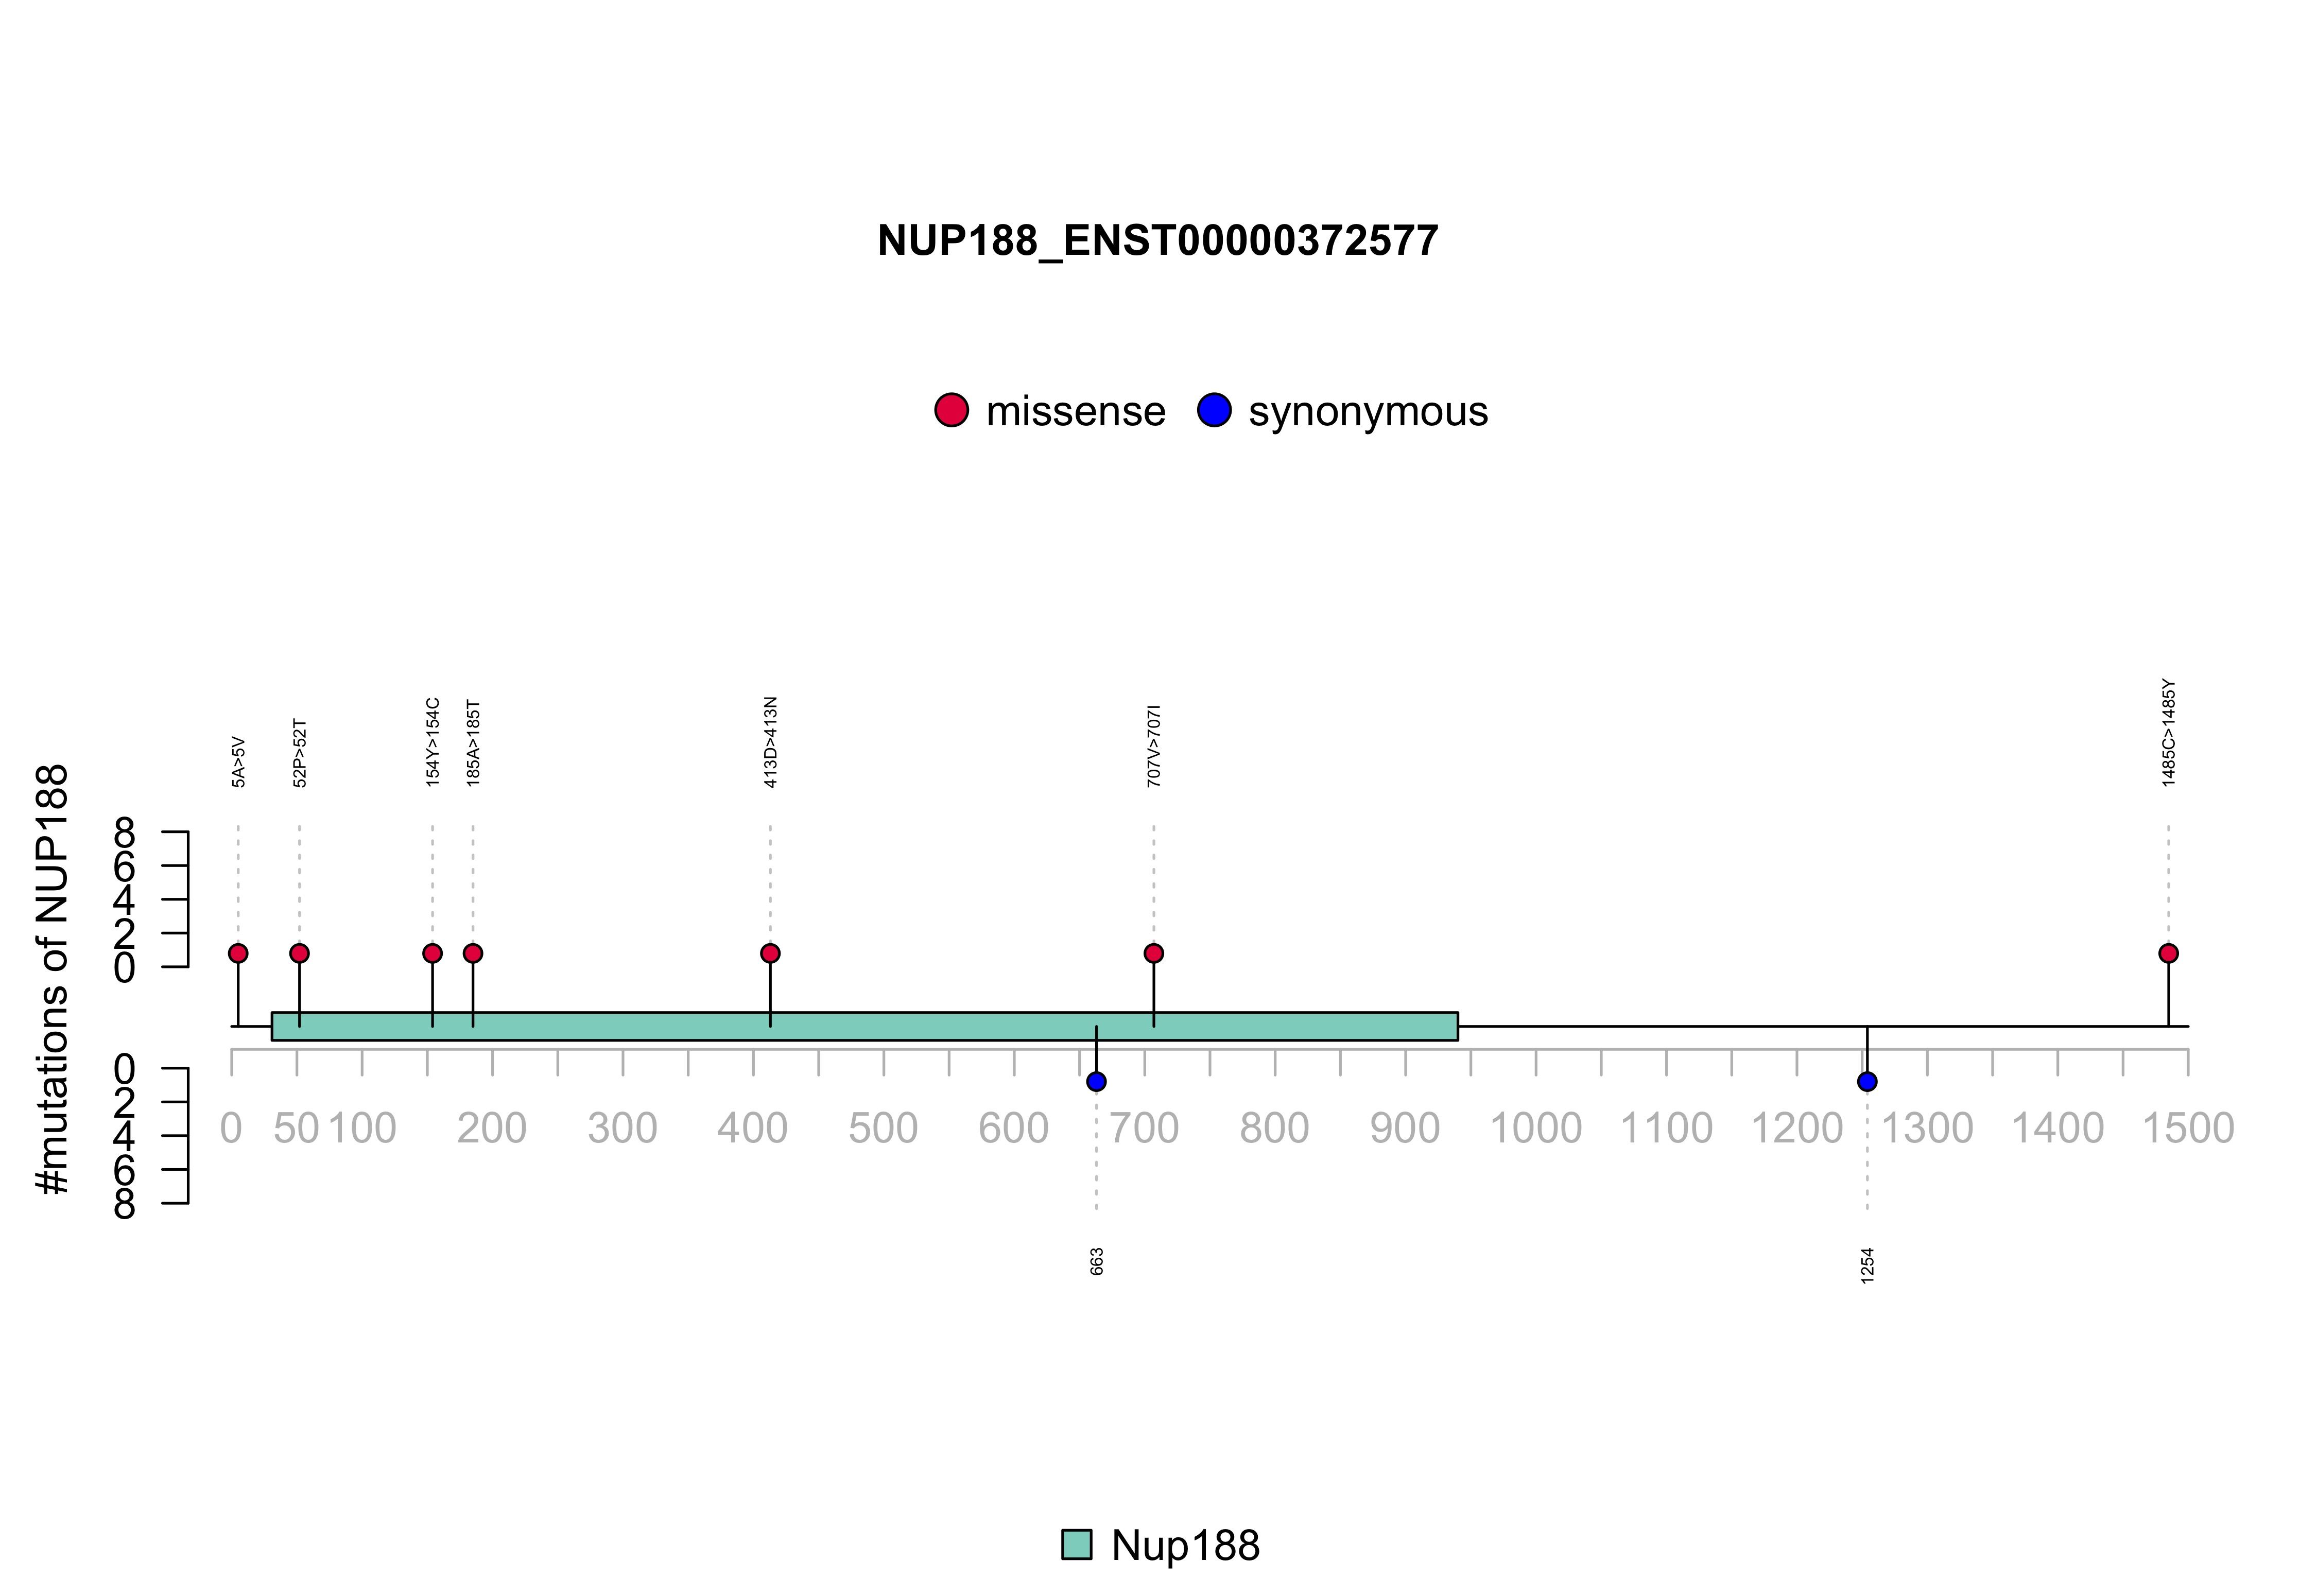 NUP188_ENST00000372577
missense synonymous
5A>5V
52P>52T
154Y>154C
185A>185T
413D>413N
707V>707I
1485C>1485Y
#mutations of NUP188
8
6
4
2
0
0
2
4
6
8
0 50 100 200 300 400 500 600 700 800 900 1000 1100 1200 1300 1400 1500
663
1254
Nup188